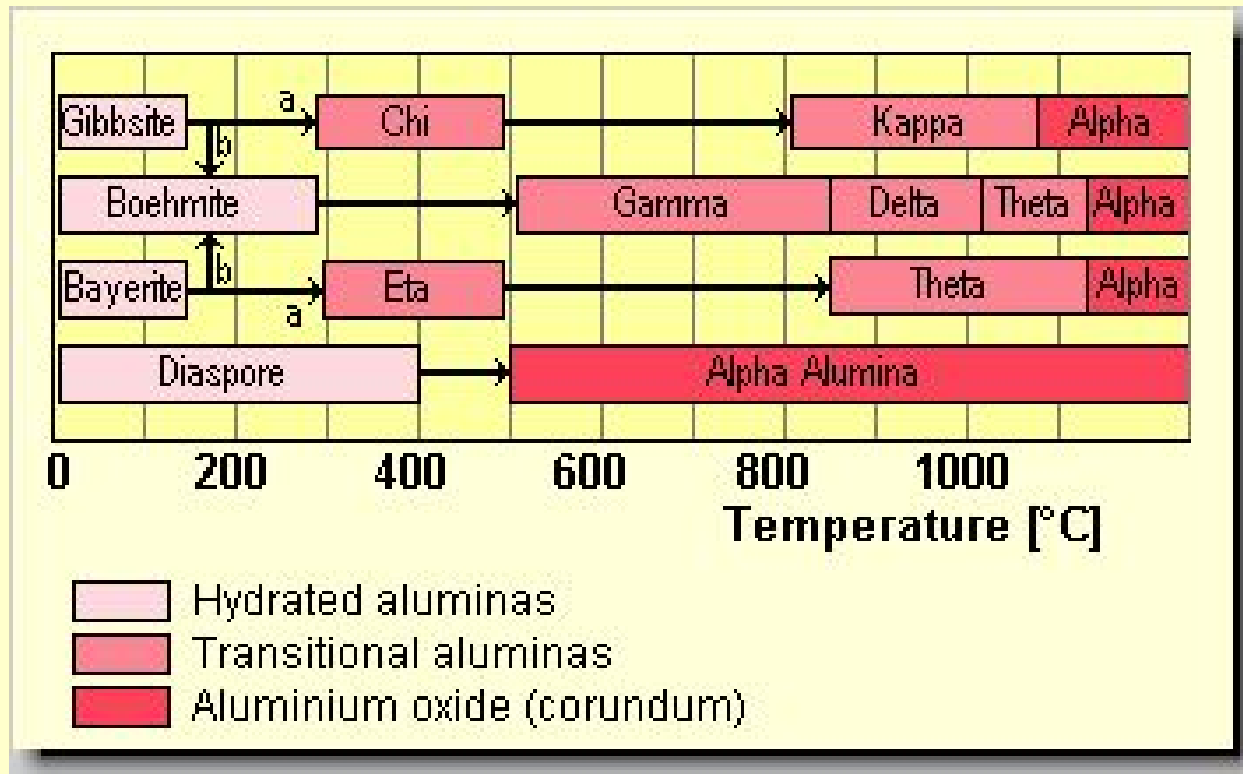 a
Gibbsite Chi Kappa Alpha
b
Boehmite Gamma Delta Theta Alpha
b
Bayerite Eta Theta Alpha
a
Diaspore Alpha Alumina
0 200 400 600 800 1000
Temperature [°C]
Hydrated aluminas
Transitional aluminas
Aluminium oxide (corundum)